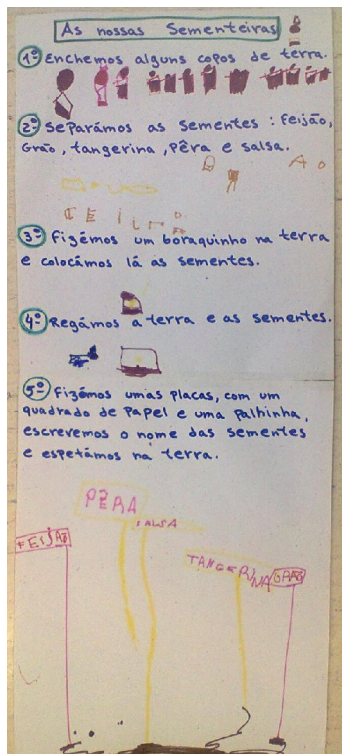 As nossas Sementeiras
1º Enchemos alguns copos de terra.
2º Separámos as sementes: Feijão,
Grão, tangerina, Pêra e salsa.
3º Fizémos um boraquinho na terra
e colocámos lá as sementes.
4º Regámos a terra e as sementes.
5º Fizémos umas placas, com um
quadrado de Papel e uma Palhinha,
escrevemos o nome das sementes
e espetámos na terra.
PÊRA
SALSA
FEIJÃO
TANGERINA
GRÃO